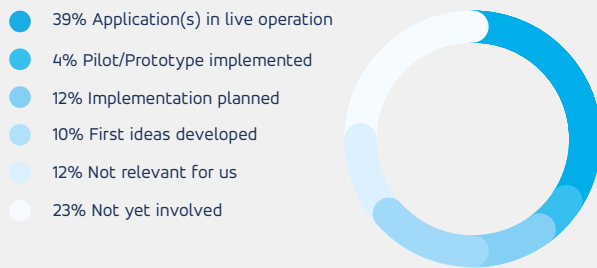 39% Application(s) in live operation
4% Pilot/Prototype implemented
12% Implementation planned
10% First ideas developed
12% Not relevant for us
23% Not yet involved